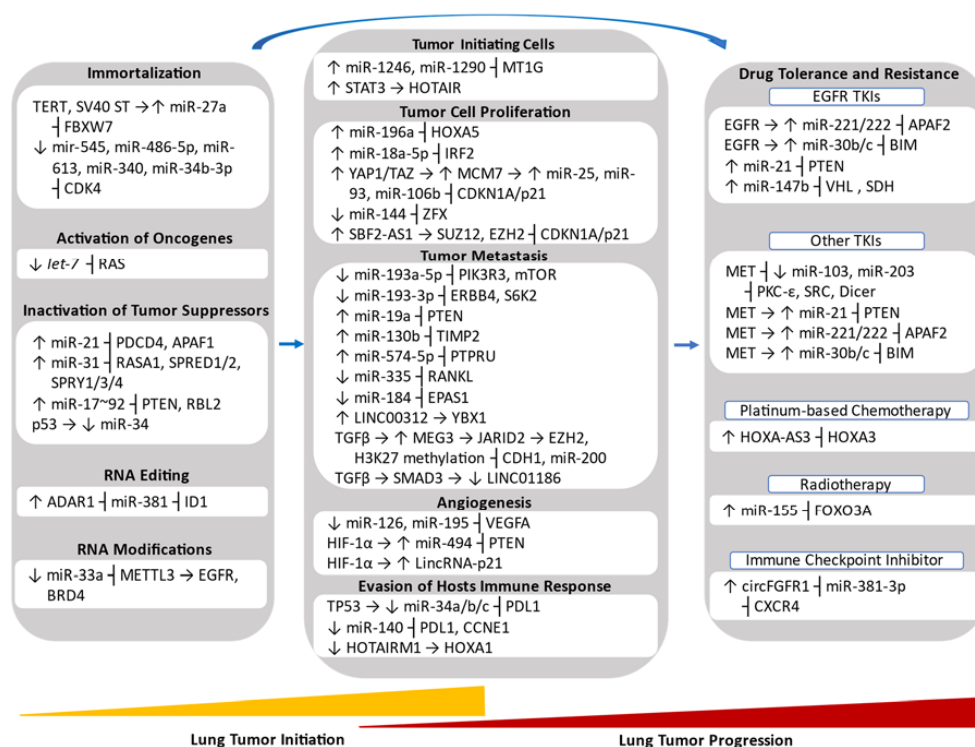 Immortalization
TERT, SV40 ST → ↑ miR-27a
┤FBXW7
↓ mir-545, miR-486-5p, miR-
613, miR-340, miR-34b-3p
┤CDK4
Activation of Oncogenes
↓ let-7 ┤RAS
Inactivation of Tumor Suppressors
↑ miR-21 ┤PDCD4, APAF1
↑ miR-31 ┤RASA1, SPRED1/2,
SPRY1/3/4
↑ miR-17~92 ┤PTEN, RBL2
p53 → ↓ miR-34
RNA Editing
↑ ADAR1 ┤miR-381 ┤ID1
RNA Modifications
↓ miR-33a ┤METTL3 → EGFR,
BRD4
Tumor Initiating Cells
↑ miR-1246, miR-1290 ┤MT1G
↑ STAT3 → HOTAIR
Tumor Cell Proliferation
↑ miR-196a ┤HOXA5
↑ miR-18a-5p ┤IRF2
↑ YAP1/TAZ → ↑ MCM7 → ↑ miR-25, miR-
93, miR-106b ┤CDKN1A/p21
↓ miR-144 ┤ZFX
↑ SBF2-AS1 → SUZ12, EZH2 ┤CDKN1A/p21
Tumor Metastasis
↓ miR-193a-5p ┤PIK3R3, mTOR
↓ miR-193-3p ┤ERBB4, S6K2
↑ miR-19a ┤PTEN
↑ miR-130b ┤TIMP2
↑ miR-574-5p ┤PTPRU
↓ miR-335 ┤RANKL
↓ miR-184 ┤EPAS1
↑ LINC00312 → YBX1
TGFβ → ↑ MEG3 → JARID2 → EZH2,
H3K27 methylation ┤CDH1, miR-200
TGFβ → SMAD3 → ↓ LINC01186
Angiogenesis
↓ miR-126, miR-195 ┤VEGFA
HIF-1α → ↑ miR-494 ┤PTEN
HIF-1α → ↑ LincRNA-p21
Evasion of Hosts Immune Response
TP53 → ↓ miR-34a/b/c ┤PDL1
↓ miR-140 ┤PDL1, CCNE1
↓ HOTAIRM1 → HOXA1
Drug Tolerance and Resistance
EGFR TKIs
EGFR → ↑ miR-221/222 ┤APAF2
EGFR → ↑ miR-30b/c ┤BIM
↑ miR-21 ┤PTEN
↑ miR-147b ┤VHL , SDH
Other TKIs
MET ┤↓ miR-103, miR-203
┤PKC-ε, SRC, Dicer
MET → ↑ miR-21 ┤PTEN
MET → ↑ miR-221/222 ┤APAF2
MET → ↑ miR-30b/c ┤BIM
Platinum-based Chemotherapy
↑ HOXA-AS3 ┤HOXA3
Radiotherapy
↑ miR-155 ┤FOXO3A
Immune Checkpoint Inhibitor
↑ circFGFR1 ┤miR-381-3p
┤CXCR4
Lung Tumor Initiation
Lung Tumor Progression